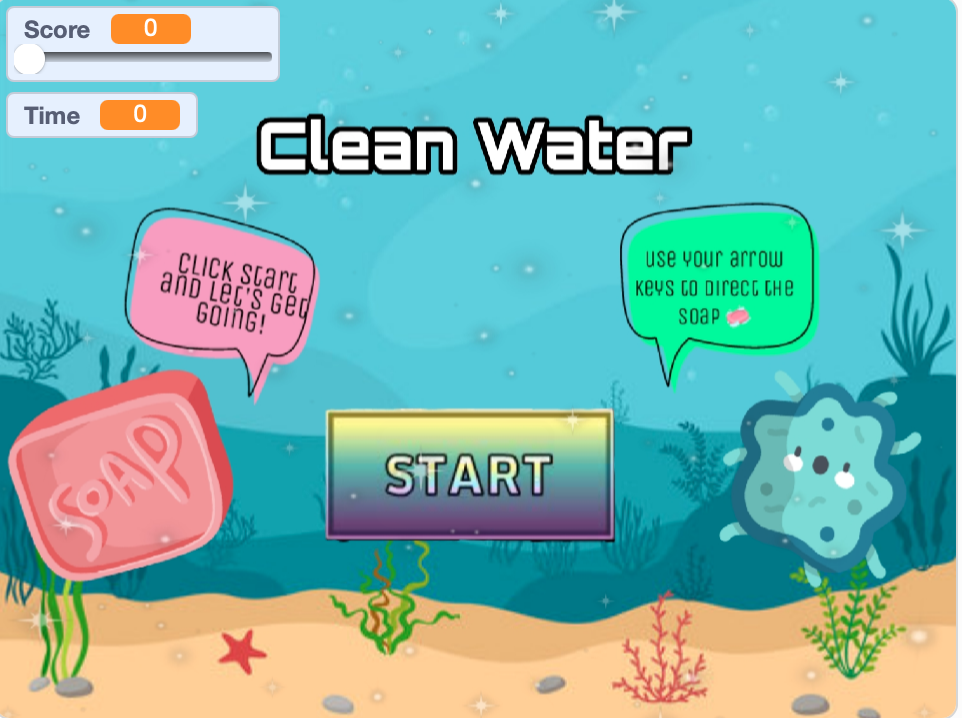 Score 0
Time 0
Clean Water
CLICK Start
and Let's Get
GOING!
use your arrow
keys to direct the
soap
SOAP
START